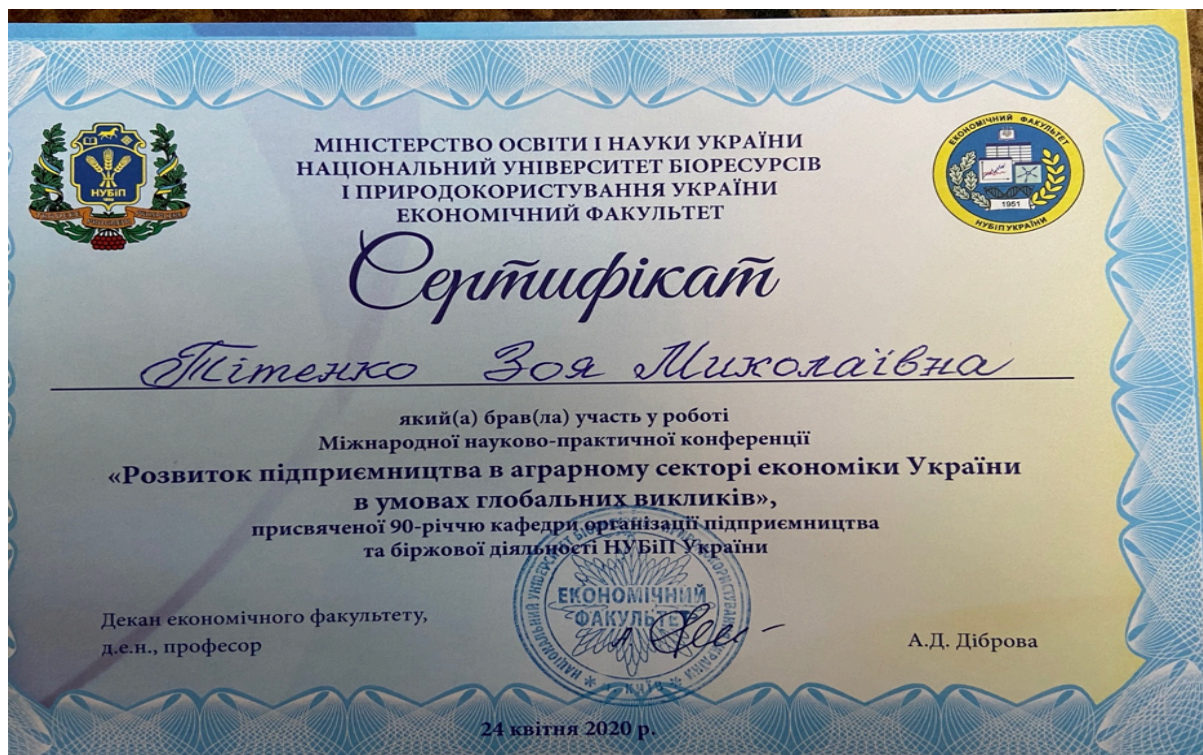 МІНІСТЕРСТВО ОСВІТИ І НАУКИ УКРАЇНИ
НАЦІОНАЛЬНИЙ УНІВЕРСИТЕТ БІОРЕСУРСІВ
І ПРИРОДОКОРИСТУВАННЯ УКРАЇНИ
ЕКОНОМІЧНИЙ ФАКУЛЬТЕТ
НУБіП
ЕКОНОМІЧНИЙ ФАКУЛЬТЕТ
1951
НУБІП УКРАЇНИ
Сертифікат
Тітенко Зоя Миколаївна
який(а) брав(ла) участь у роботі
Міжнародної науково-практичної конференції
«Розвиток підприємництва в аграрному секторі економіки України
в умовах глобальних викликів»,
присвяченої 90-річчю кафедри організації підприємництва
та біржової діяльності НУБіП України
ЕКОНОМІЧНИЙ
ФАКУЛЬТЕТ
Декан економічного факультету,
д.е.н., професор
А.Д. Діброва
24 квітня 2020 р.